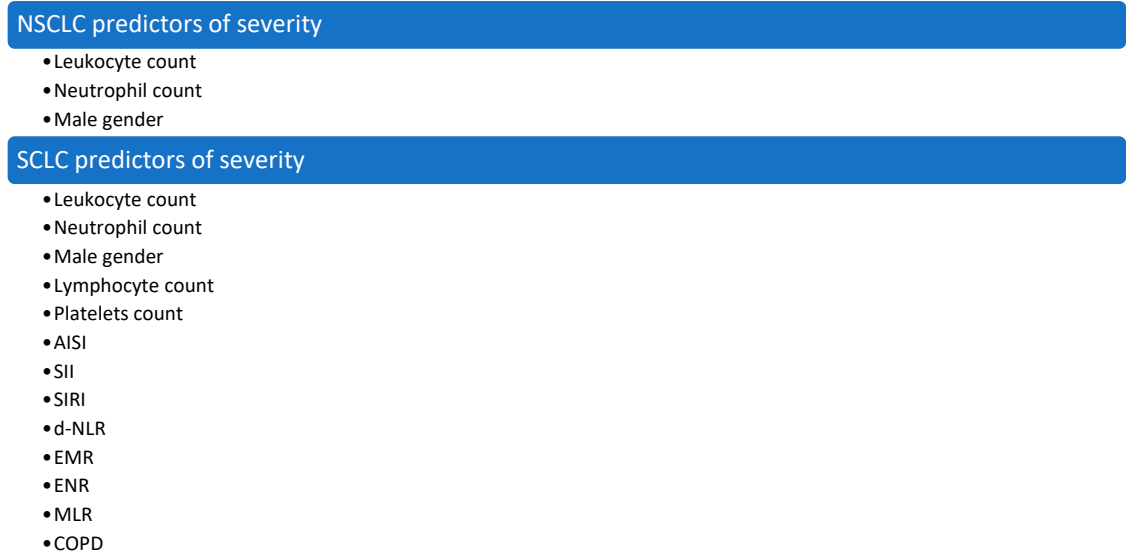 NSCLC predictors of severity
•Leukocyte count
•Neutrophil count
•Male gender
SCLC predictors of severity
•Leukocyte count
•Neutrophil count
•Male gender
•Lymphocyte count
•Platelets count
•AISI
•SII
•SIRI
•d-NLR
•EMR
•ENR
•MLR
•COPD